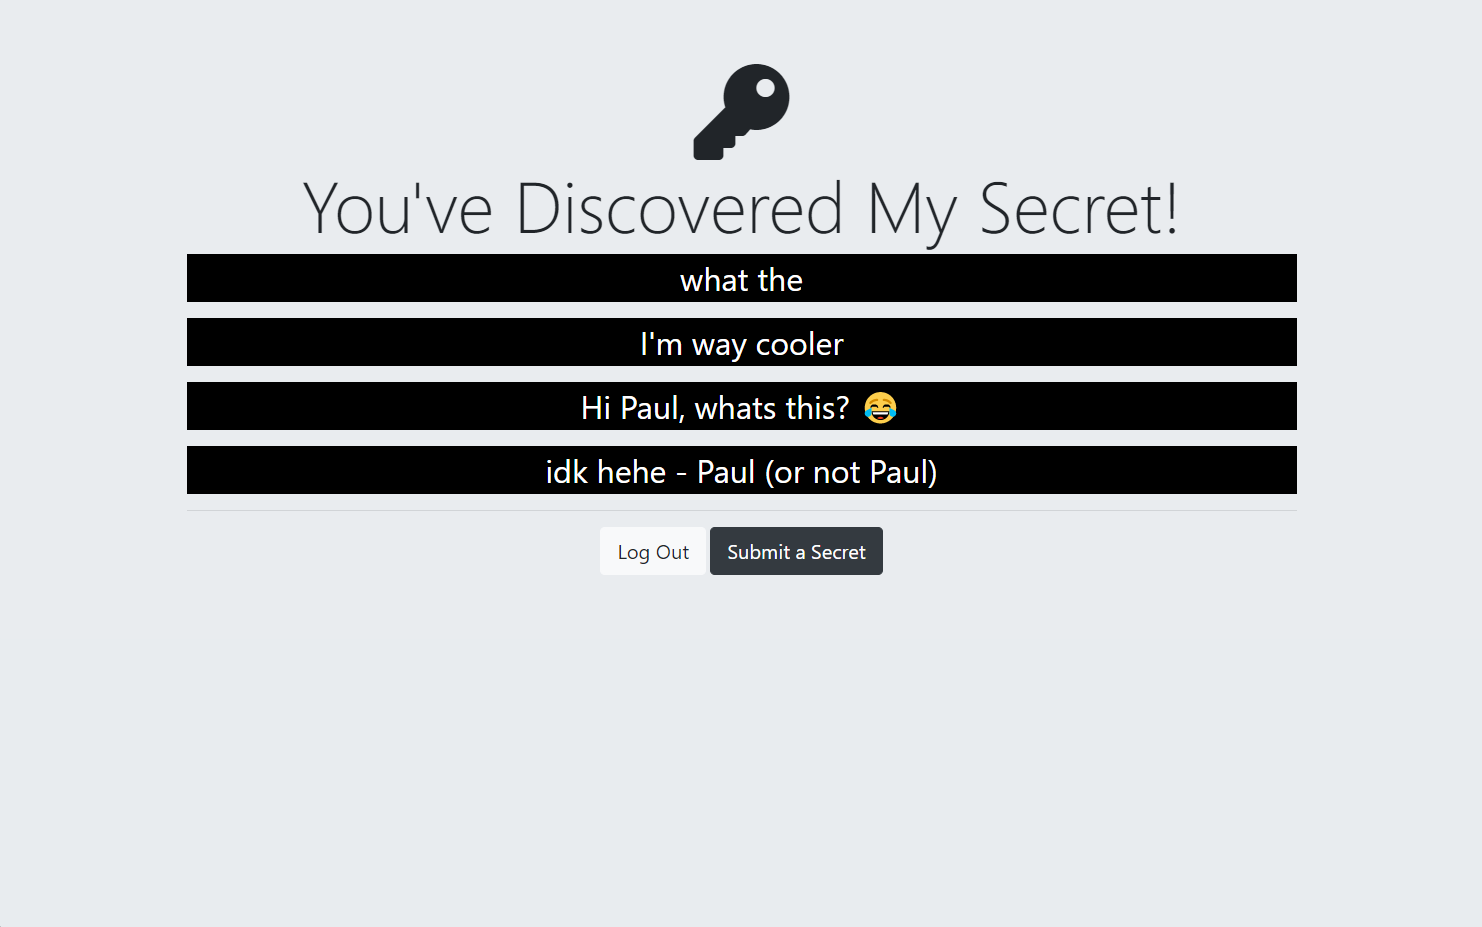 You've Discovered My Secret!
what the
I'm way cooler
Hi Paul, whats this? 😂
idk hehe - Paul (or not Paul)
Log Out
Submit a Secret